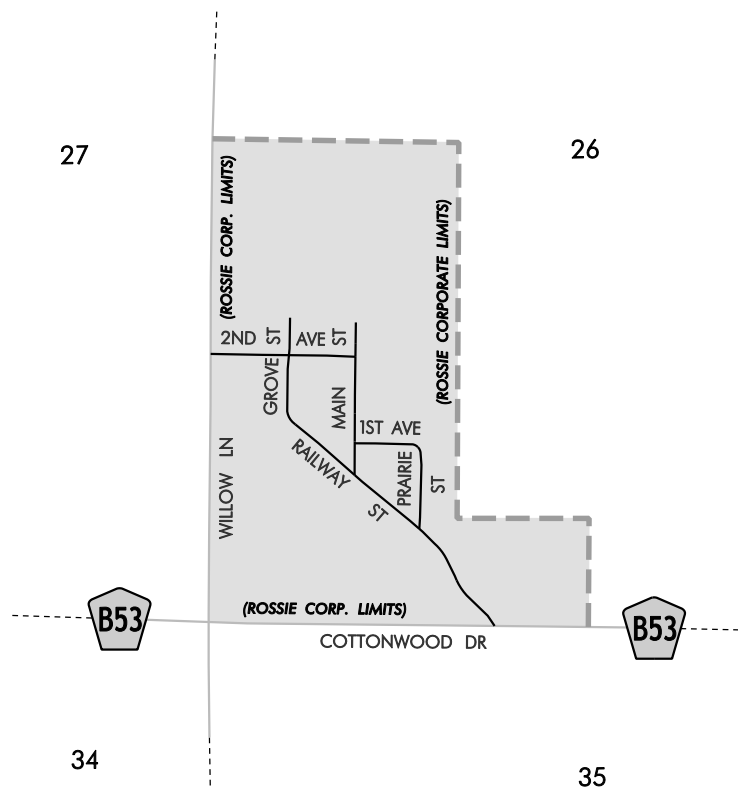 27
26
(ROSSIE CORP. LIMITS)
(ROSSIE CORPORATE LIMITS)
2ND AVE
GROVE ST
MAIN ST
1ST AVE
RAILWAY ST
PRAIRIE ST
WILLOW LN
(ROSSIE CORP. LIMITS)
B53
B53
COTTONWOOD DR
34
35